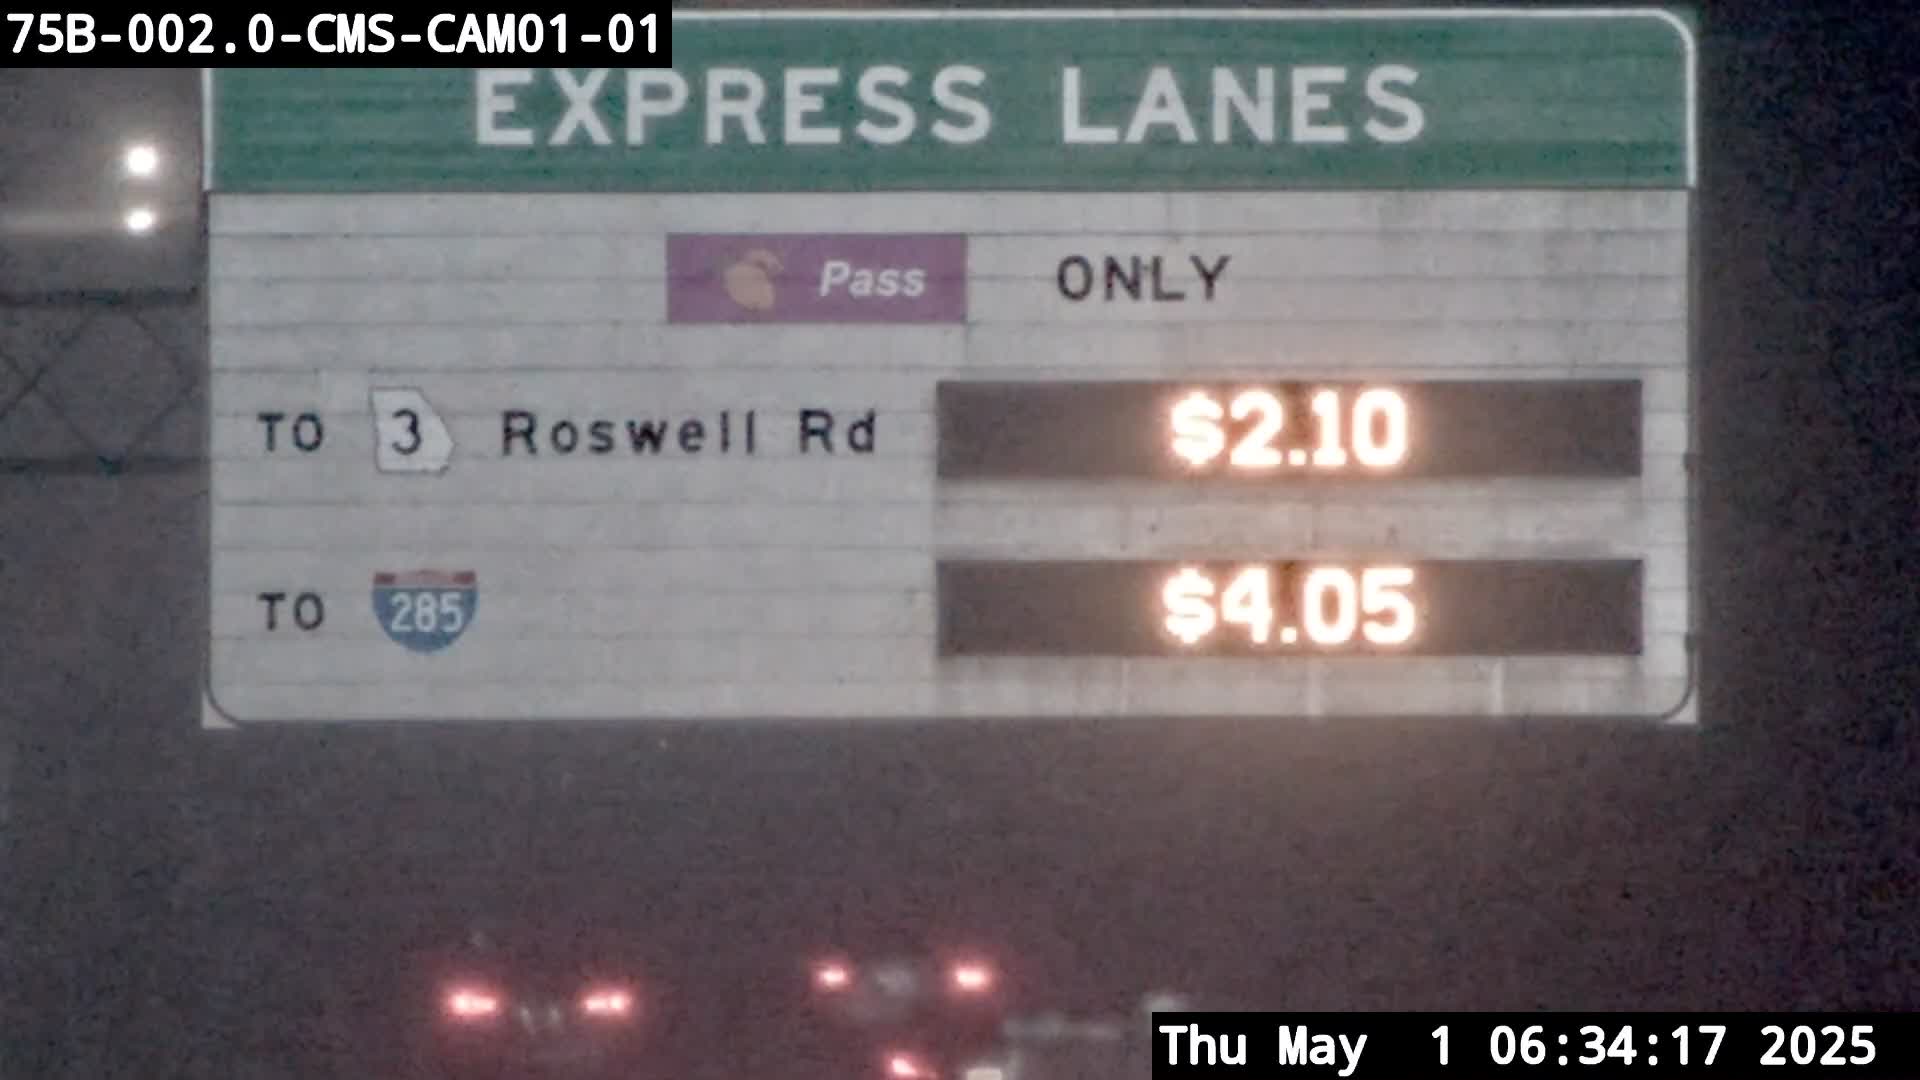 75B-002.0-CMS-CAM01-01
EXPRESS LANES
Pass ONLY
TO 3 Roswell Rd $2.10
TO 285 $4.05
Thu May 1 06:34:17 2025